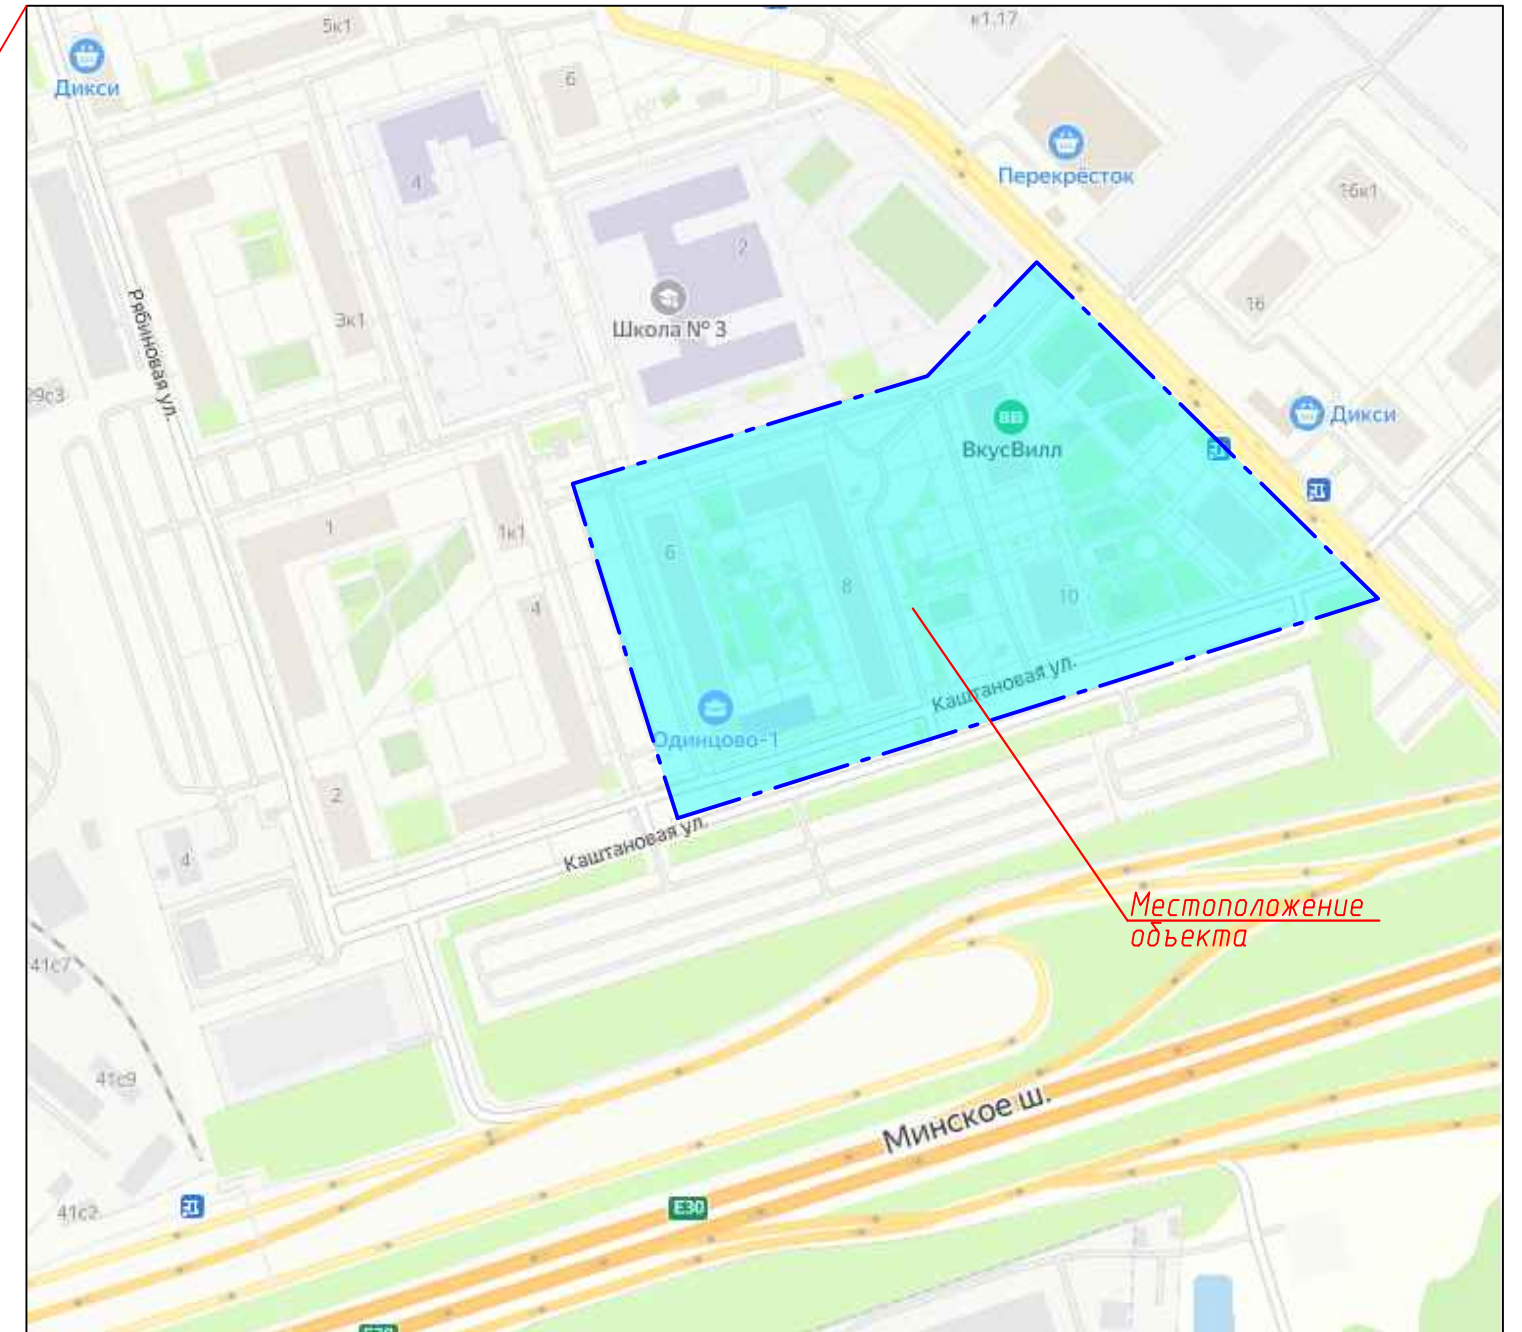 5к1
к1.17
Дикси
6
4
Перекрёсток
16к1
2
Рябиновая ул.
3к1
Школа № 3
16
29с3
Дикси
ВкусВилл
1
1к1
6
8
10
4
Каштановая ул.
Одинцово-1
2
Каштановая ул.
4
Местоположение
объекта
41с7
41с9
Минское ш.
41с2
E30
E30